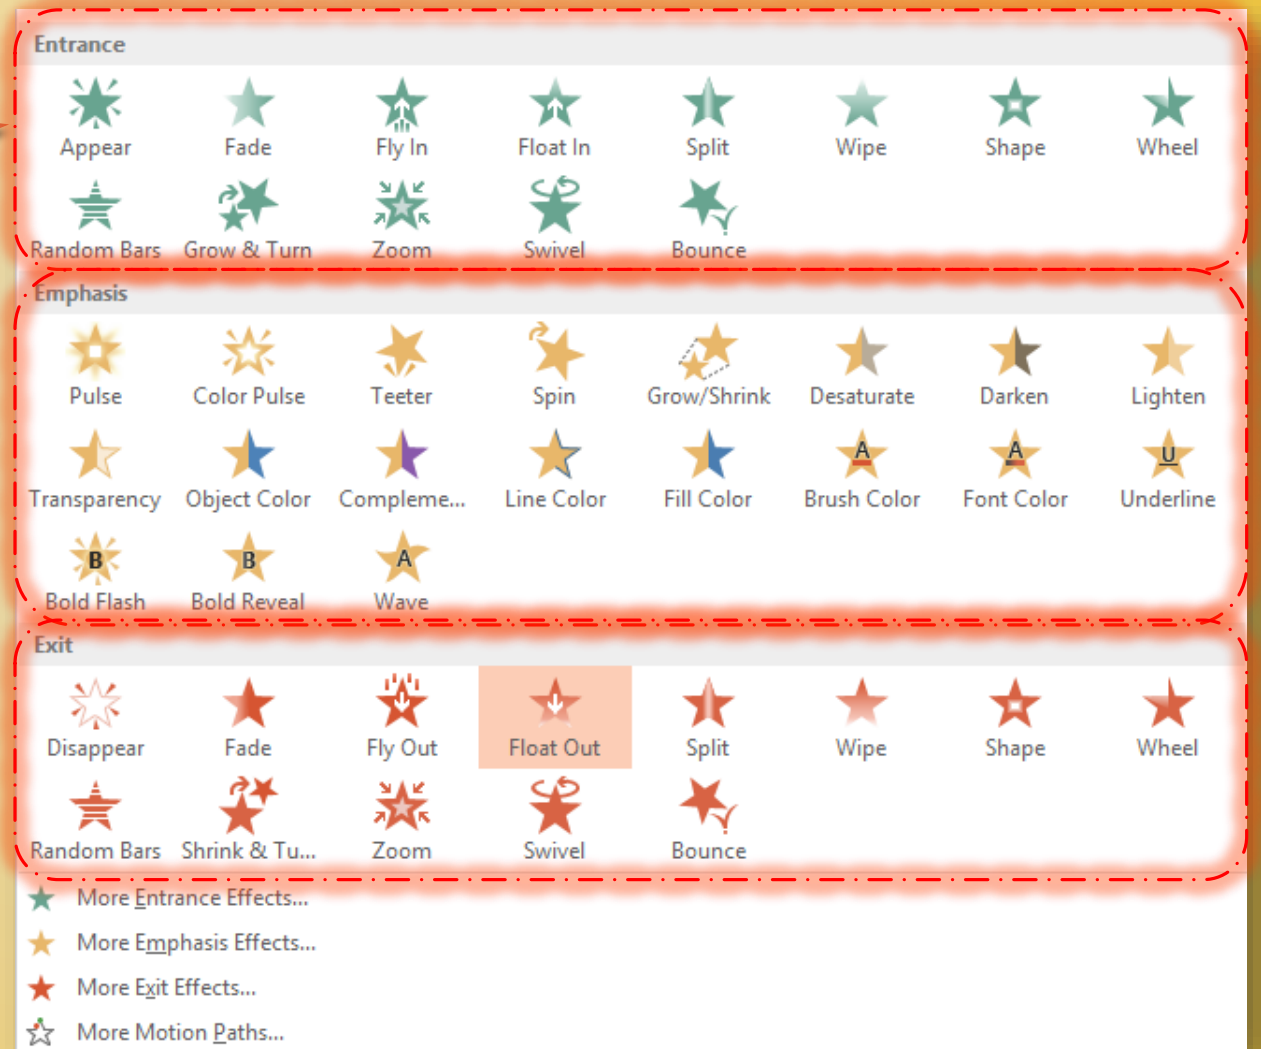 Entrance
Appear Fade Fly In Float In Split Wipe Shape Wheel
Random Bars Grow & Turn Zoom Swivel Bounce
Emphasis
Pulse Color Pulse Teeter Spin Grow/Shrink Desaturate Darken Lighten
Transparency Object Color Compleme... Line Color Fill Color Brush Color Font Color Underline
Bold Flash Bold Reveal Wave
Exit
Disappear Fade Fly Out Float Out Split Wipe Shape Wheel
Random Bars Shrink & Tu... Zoom Swivel Bounce
More Entrance Effects...
More Emphasis Effects...
More Exit Effects...
More Motion Paths...